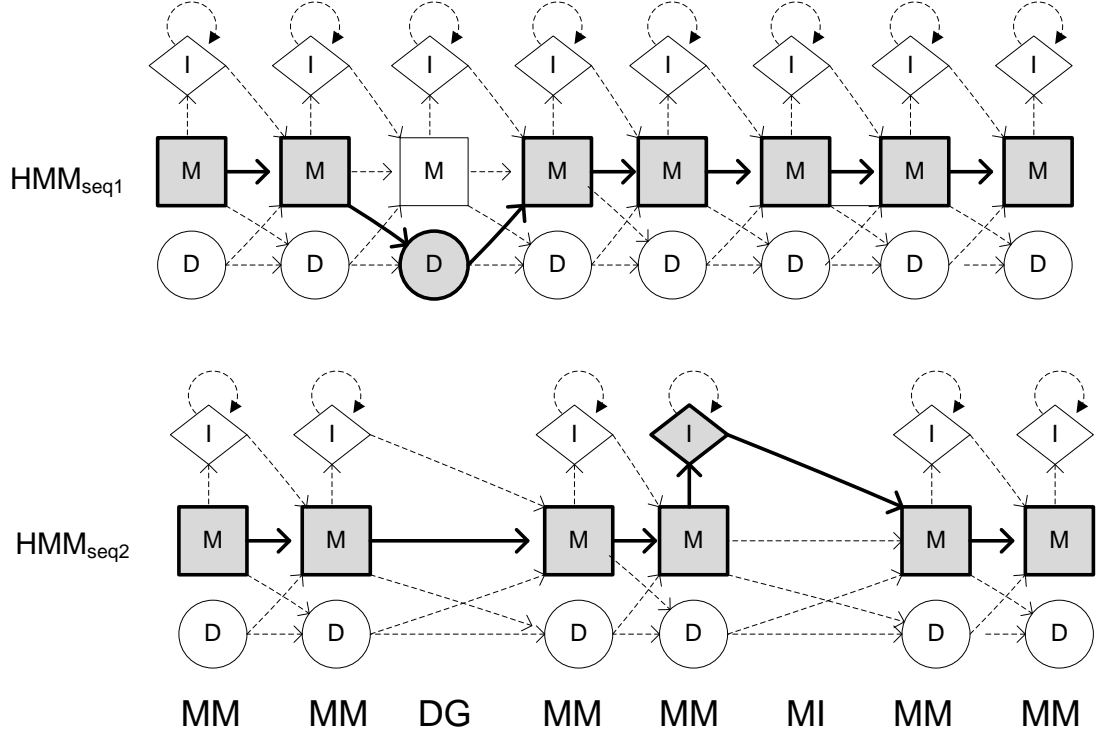 I I I I I I I I
HMMseq1 M M M M M M M M
D D D D D D D D
I I I I I I
HMMseq2 M M M M M M
D D D D D D
MM MM DG MM MM MI MM MM